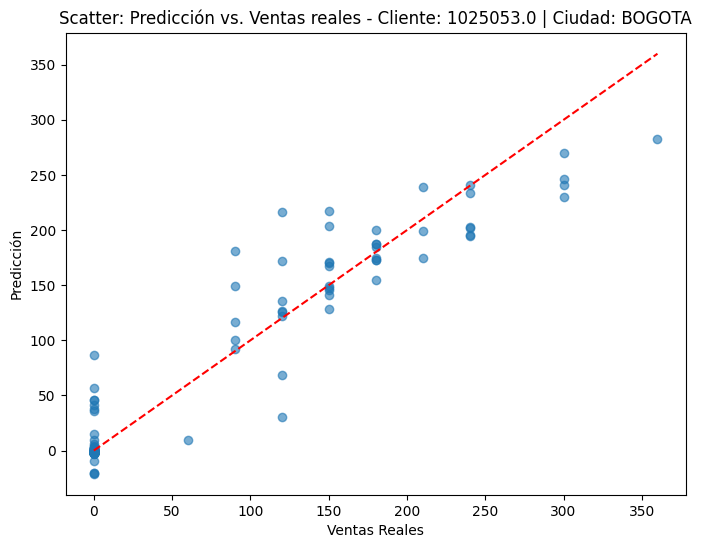 Scatter: Predicción vs. Ventas reales - Cliente: 1025053.0 | Ciudad: BOGOTA
350
300
250
200
150
100
50
0
Predicción
0 50 100 150 200 250 300 350
Ventas Reales